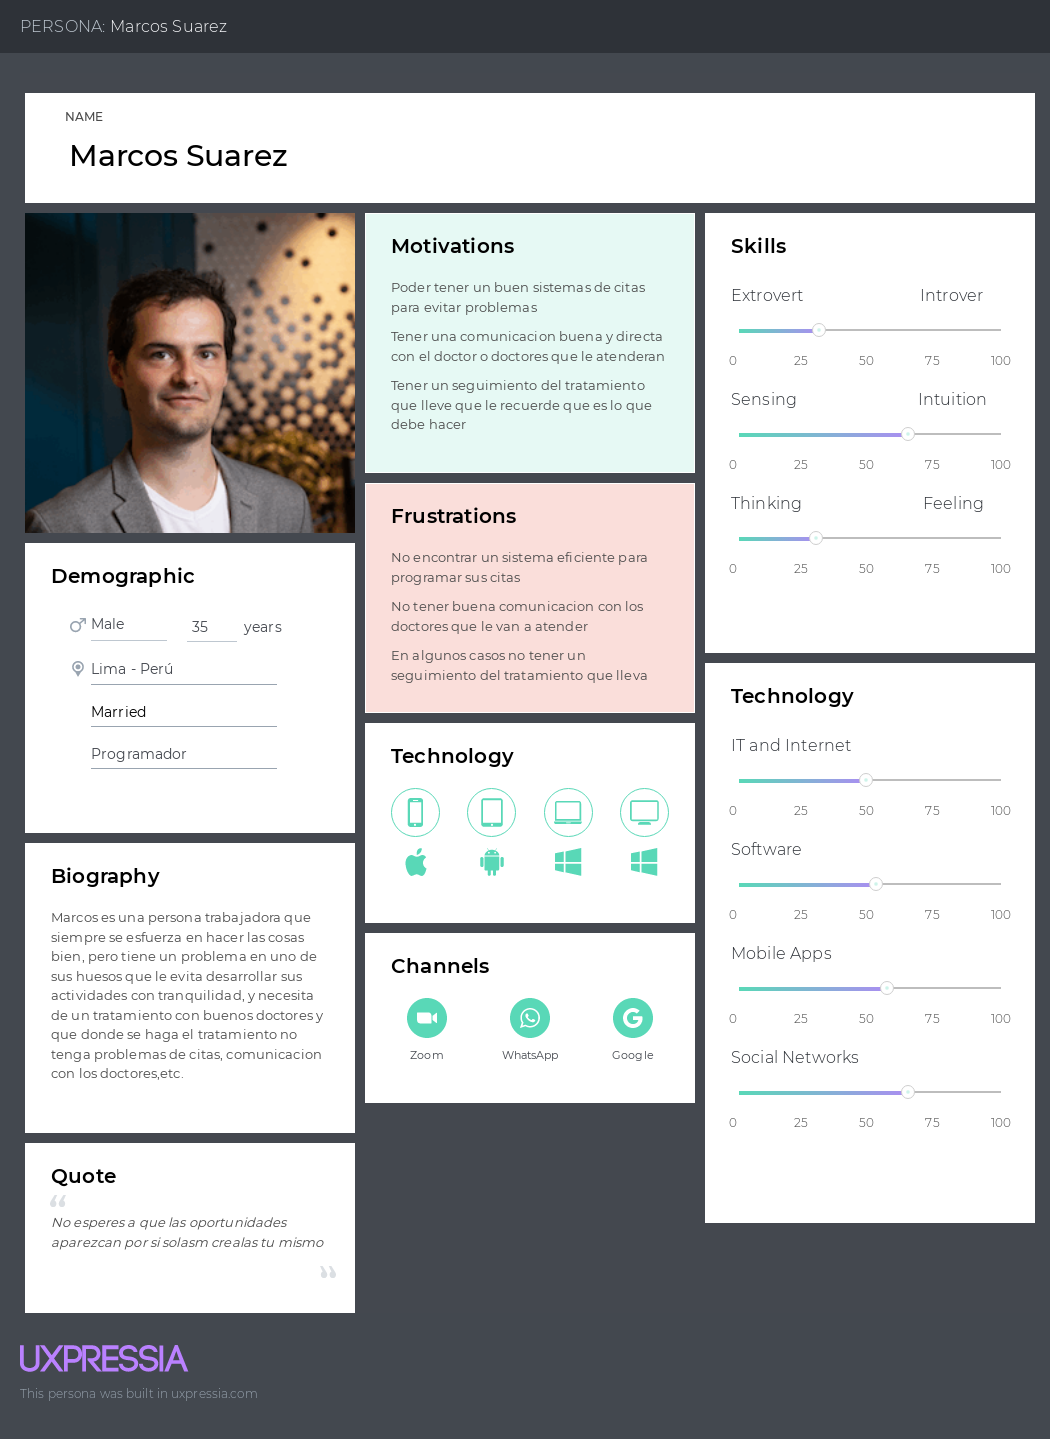 PERSONA: Marcos Suarez
NAME
Marcos Suarez
Demographic
Male 35 years
Lima - Perú
Married
Programador
Biography
Marcos es una persona trabajadora que
siempre se esfuerza en hacer las cosas
bien, pero tiene un problema en uno de
sus huesos que le evita desarrollar sus
actividades con tranquilidad, y necesita
de un tratamiento con buenos doctores y
que donde se haga el tratamiento no
tenga problemas de citas, comunicacion
con los doctores,etc.
Quote
“
No esperes a que las oportunidades
aparezcan por si solasm crealas tu mismo
”
Motivations
Poder tener un buen sistemas de citas
para evitar problemas
Tener una comunicacion buena y directa
con el doctor o doctores que le atenderan
Tener un seguimiento del tratamiento
que lleve que le recuerde que es lo que
debe hacer
Frustrations
No encontrar un sistema eficiente para
programar sus citas
No tener buena comunicacion con los
doctores que le van a atender
En algunos casos no tener un
seguimiento del tratamiento que lleva
Technology
Channels
Zoom WhatsApp Google
Skills
Extrovert Introver
0 25 50 75 100
Sensing Intuition
0 25 50 75 100
Thinking Feeling
0 25 50 75 100
Technology
IT and Internet
0 25 50 75 100
Software
0 25 50 75 100
Mobile Apps
0 25 50 75 100
Social Networks
0 25 50 75 100
UXPRESSIA
This persona was built in uxpressia.com